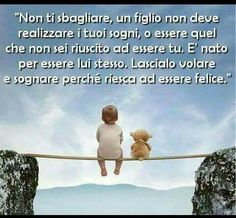 "Non ti sbagliare, un figlio non deve
realizzare i tuoi sogni, o essere quel
che non sei riuscito ad essere tu. E' nato
per essere lui stesso. Lascialo volare
e sognare perché riesca ad essere felice."